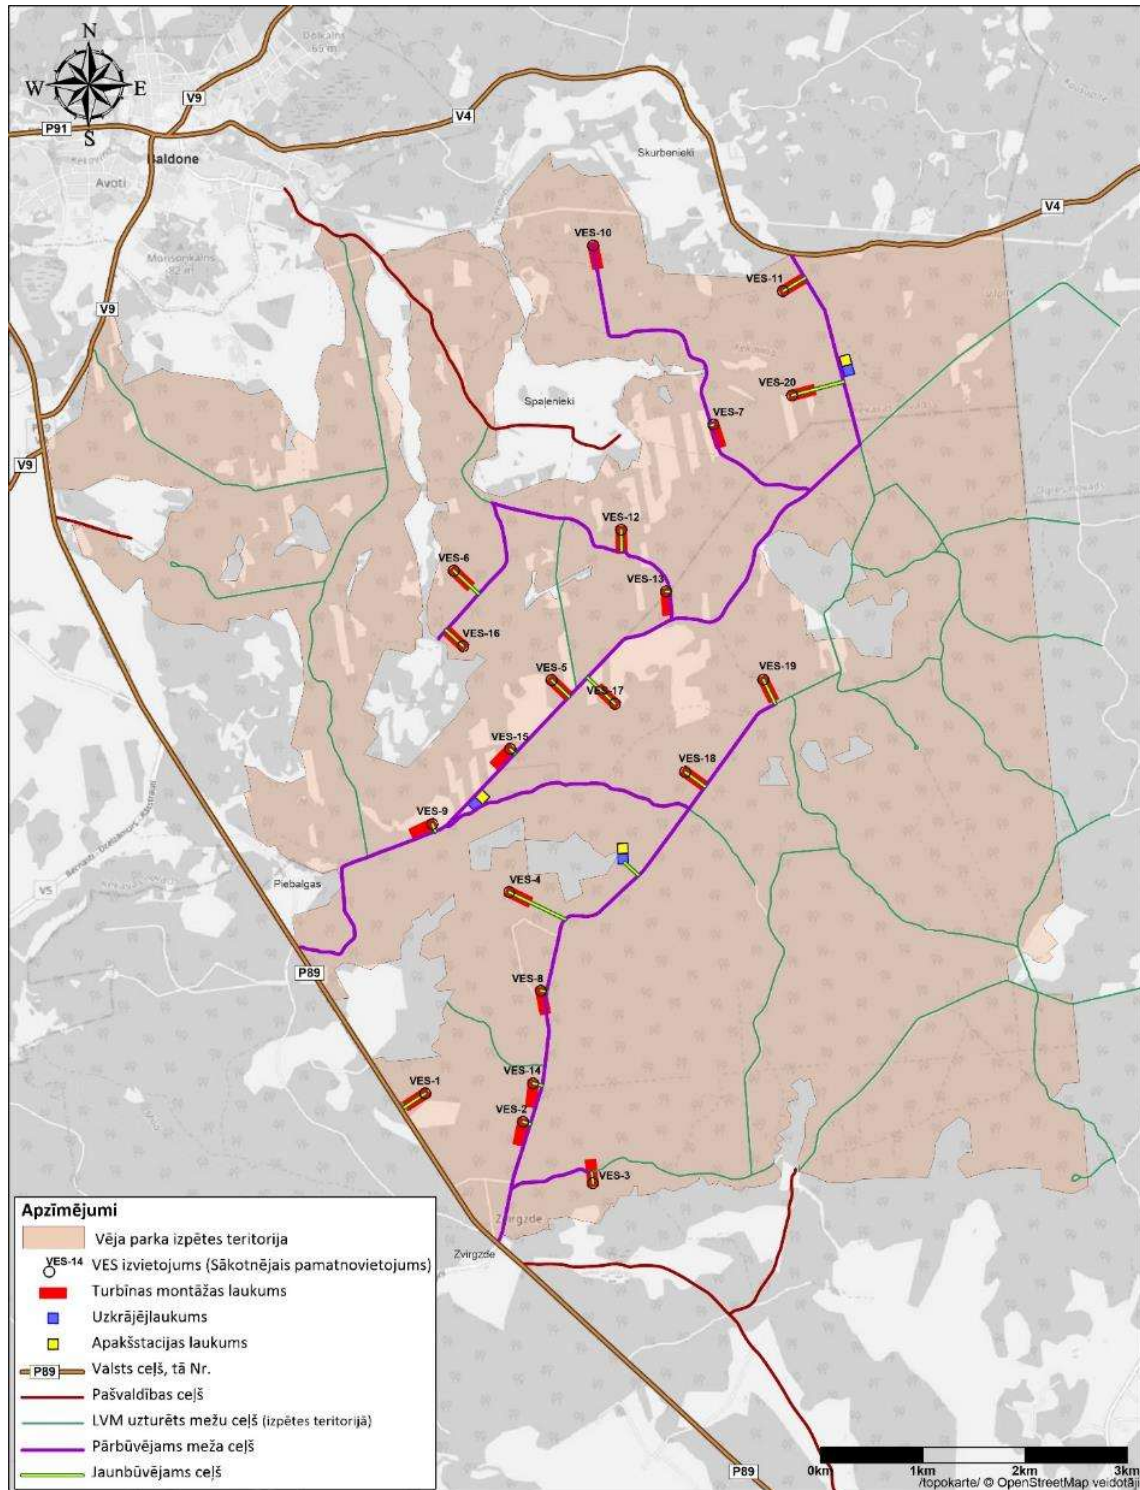 N
W E
S
Dolkalns
65 m
V9
V4
P91
Baldone
Avoti
Skurbenieki
V4
VES-10
Morisonkalns
82 m
VES-11
V9
VES-20
Spaļenieki
VES-7
V9
VES-12
VES-6
VES-13
VES-16
VES-5
VES-19
VES-17
VES-15
VES-18
VES-9
V5
Piebalgas
VES-4
P89
VES-8
VES-1
VES-14
VES-2
VES-3
Zvirgzde
Zvirgzde
Apzīmējumi
Vēja parka izpētes teritorija
VES-14 VES izvietojums (Sākotnējais pamatnovietojums)
Turbīnas montāžas laukums
Uzkrājējlaukums
Apakšstacijas laukums
P89 Valsts ceļš, tā Nr.
Pašvaldības ceļš
LVM uzturēts mežu ceļš (izpētes teritorijā)
Pārbūvējams meža ceļš
Jaunbūvējams ceļš
P89
0km 1km 2km 3km
/topokarte/ © OpenStreetMap veidotāji